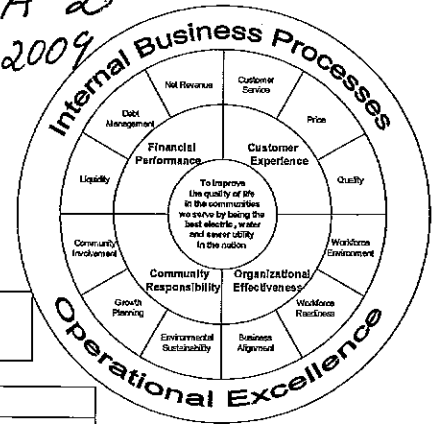 2009
Internal Business Processes
Net Revenue
Customer
Service
Debt
Management
Price
Financial
Performance
Customer
Experience
Liquidity
Quality
To improve
the quality of life
in the communities
we serve by being the
best electric, water
and sewer utility
in the nation
Community
Involvement
Workforce
Environment
Community
Responsibility
Organizational
Effectiveness
Growth
Planning
Workforce
Readiness
Environmental
Sustainability
Business
Alignment
Operational Excellence